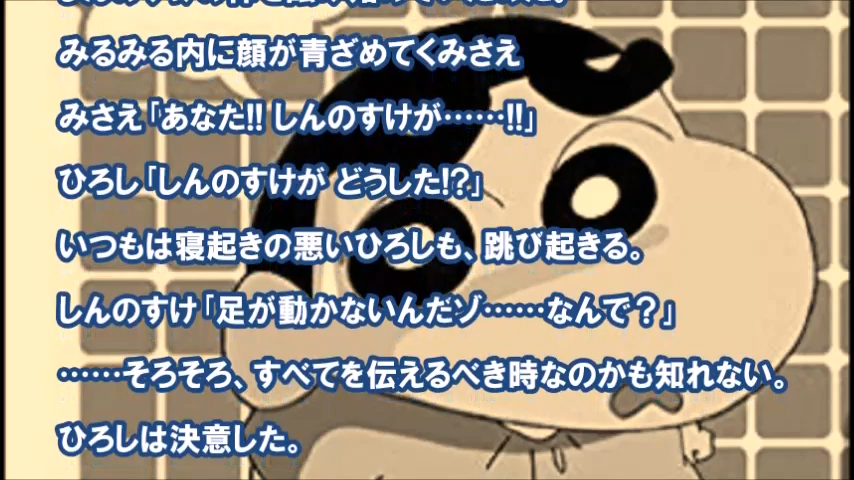 みるみる内に顔が青ざめてくみさえ
みさえ「あなた!! しんのすけが……!!」
ひろし「しんのすけが どうした!?」
いつもは寝起きの悪いひろしも、跳び起きる。
しんのすけ「足が動かないんだゾ……なんで？」
……そろそろ、すべてを伝えるべき時なのかも知れない。
ひろしは決意した。